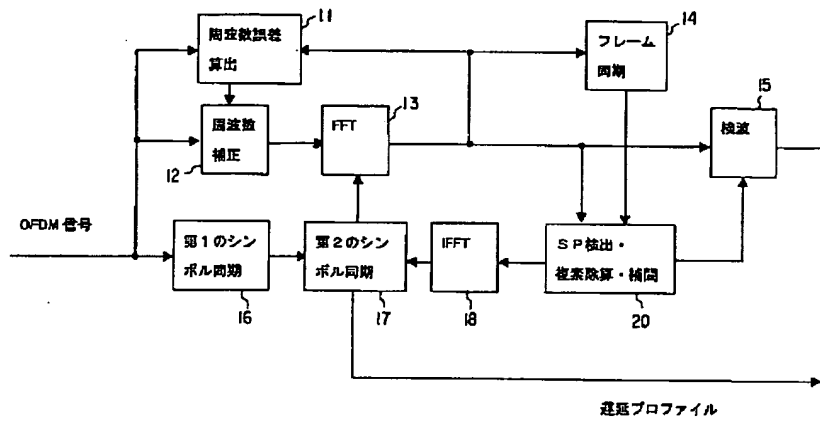 11
周波数誤差
算出
14
フレーム
同期
12
周波数
補正
13
FFT
15
検波
OFDM 信号
第1のシン
ボル同期
16
第2のシン
ボル同期
17
IFFT
18
SP検出・
複素除算・補間
20
遅延プロファイル